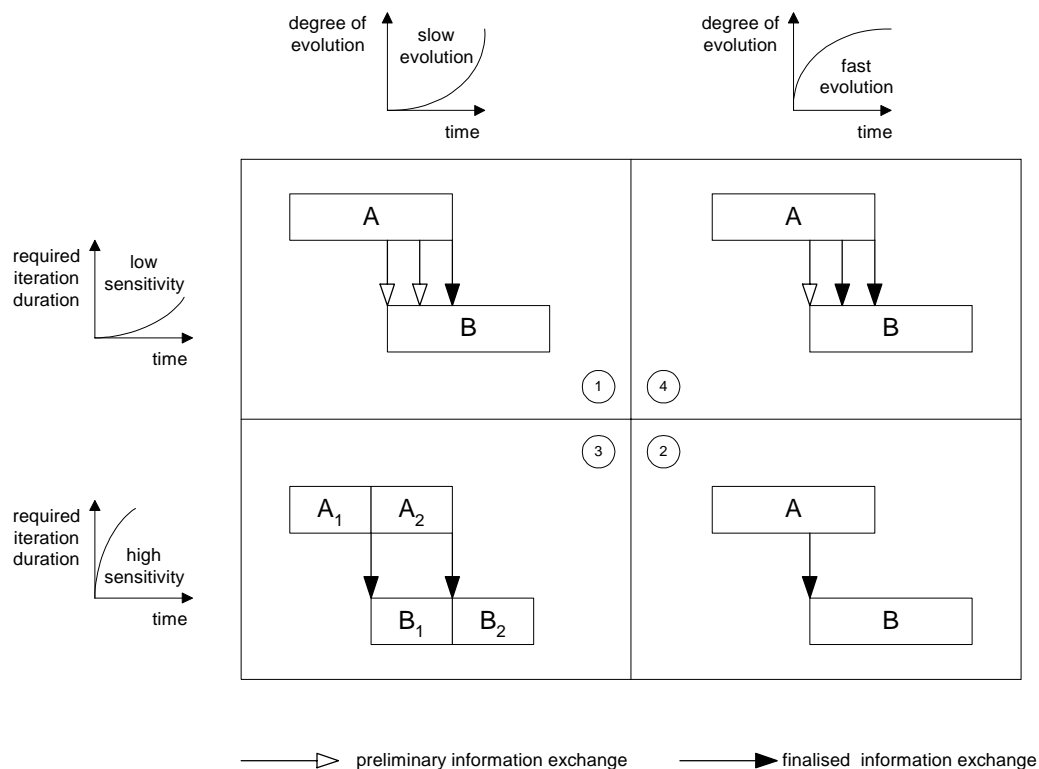 degree of
evolution
slow
evolution
time
degree of
evolution
fast
evolution
time
required
iteration
duration
low
sensitivity
time
A
B
1
A
B
4
required
iteration
duration
high
sensitivity
time
3
A1 A2
B1 B2
2
A
B
preliminary information exchange
finalised information exchange